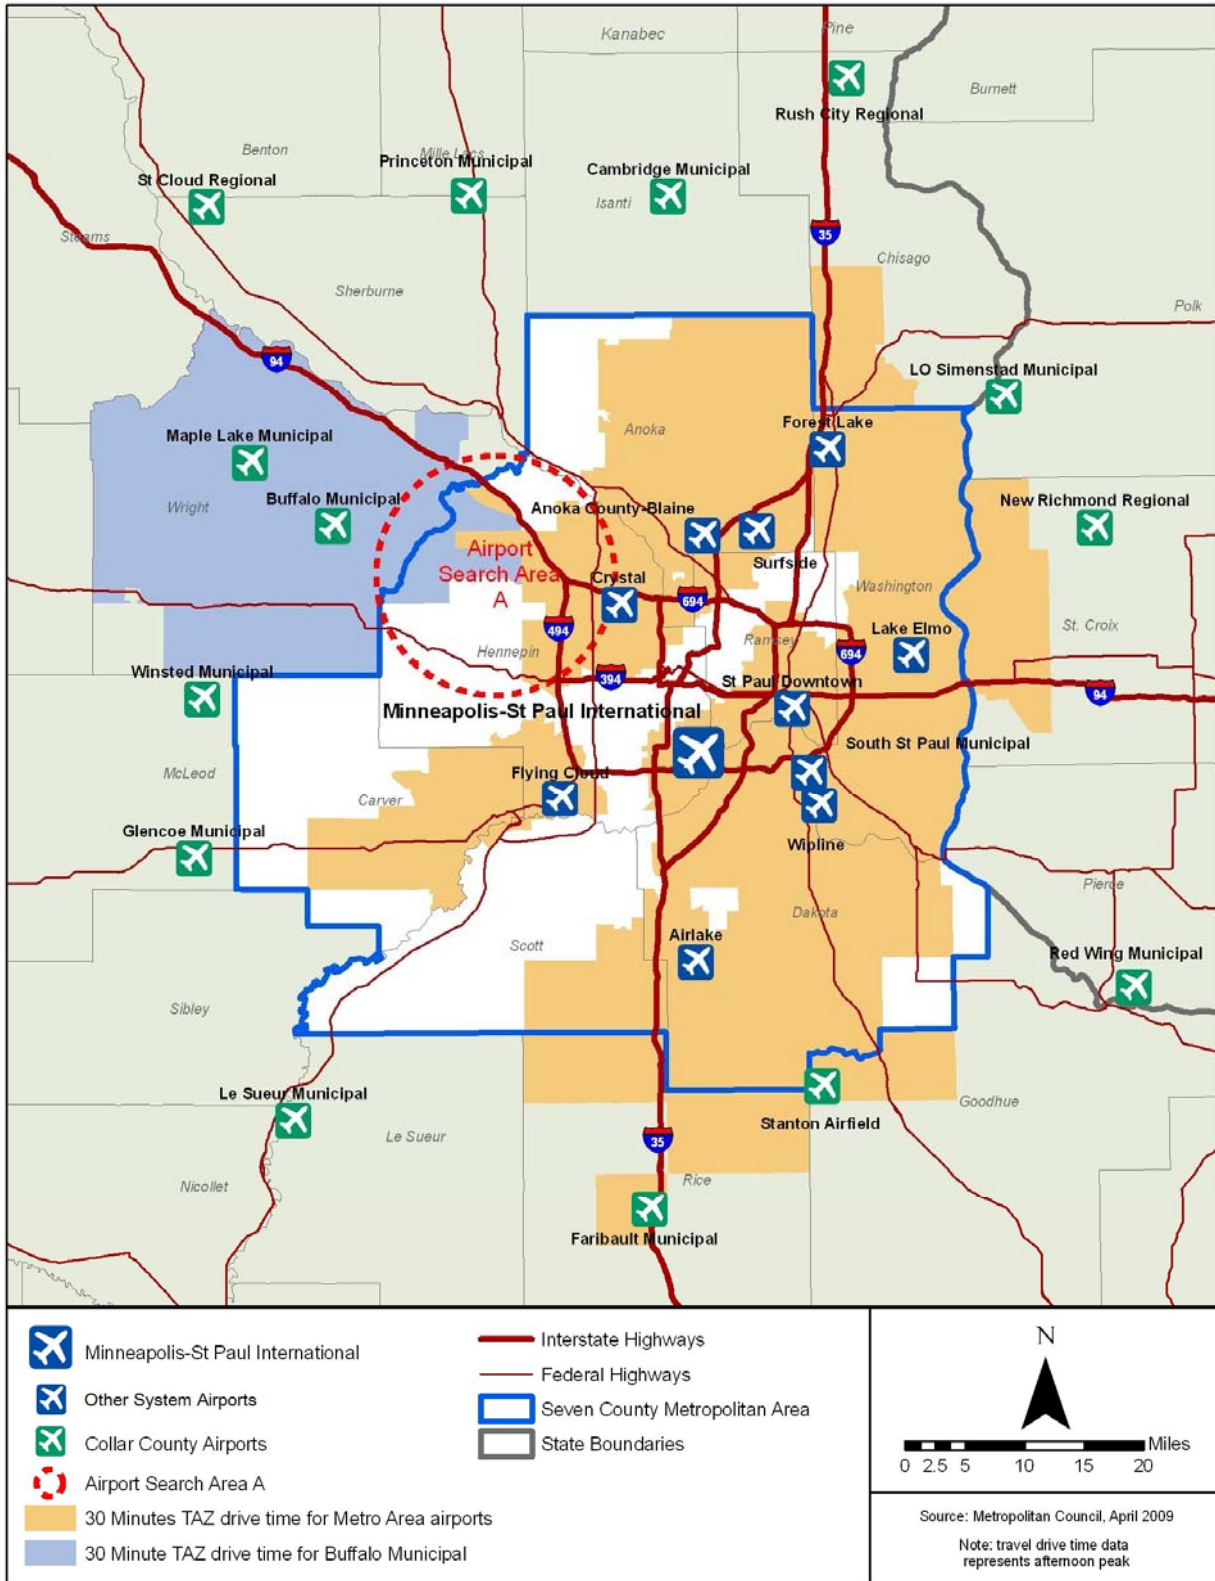 Kanabec
Pine
Burnett
Rush City Regional
Benton
Mille Lacs
Princeton Municipal
Cambridge Municipal
St Cloud Regional
Isanti
35
Stearns
Chisago
Sherburne
Polk
94
LO Simenstad Municipal
Forest Lake
Anoka
Maple Lake Municipal
Buffalo Municipal
New Richmond Regional
Wright
Anoka County-Blaine
Airport
Search Area
A
Surfside
Crystal
Washington
694
494
Ramsey
Lake Elmo
St. Croix
Hennepin
694
Winsted Municipal
394
St Paul Downtown
94
Minneapolis-St Paul International
South St Paul Municipal
McLeod
Flying Cloud
Carver
Glencoe Municipal
Wipline
Pierce
Dakota
Scott
Airlake
Red Wing Municipal
Sibley
Le Sueur Municipal
Goodhue
Stanton Airfield
Le Sueur
35
Nicollet
Rice
Faribault Municipal
Minneapolis-St Paul International
Other System Airports
Collar County Airports
Airport Search Area A
30 Minutes TAZ drive time for Metro Area airports
30 Minute TAZ drive time for Buffalo Municipal
Interstate Highways
Federal Highways
Seven County Metropolitan Area
State Boundaries
N
Miles
0 2.5 5 10 15 20
Source: Metropolitan Council, April 2009
Note: travel drive time data
represents afternoon peak